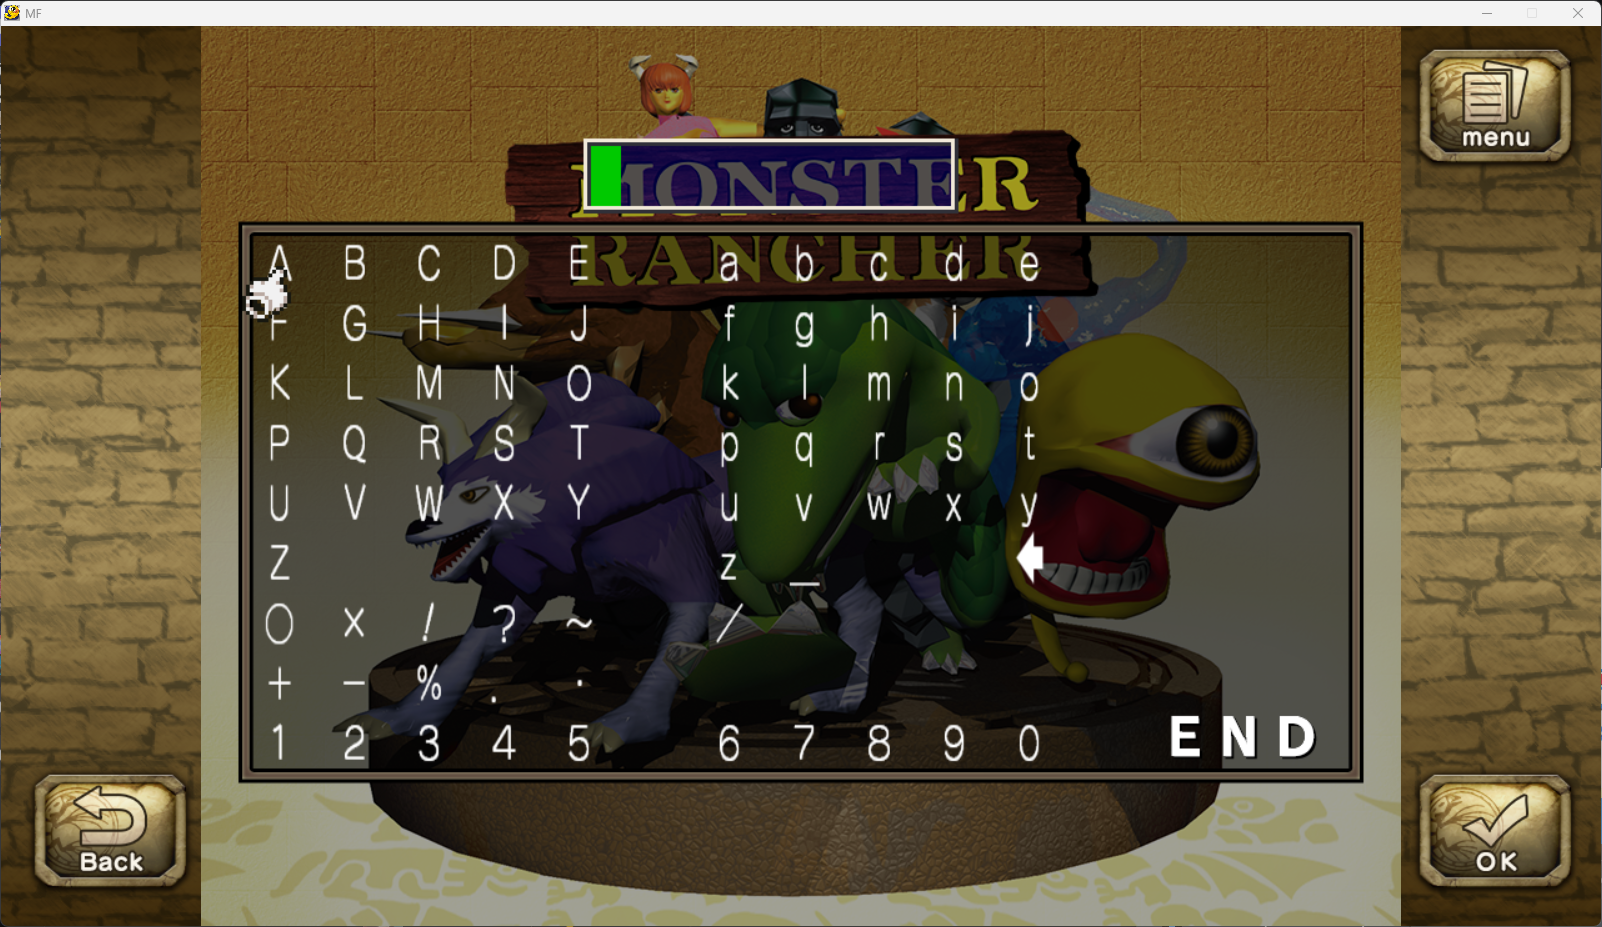 MF
menu
MONSTER
RANCHER
A B C D E a b c d e
F G H I J f g h i j
K L M N O k l m n o
P Q R S T p q r s t
U V W X Y u v w x y
Z z _
○ × ! ? ~ /
+ − % . ·
1 2 3 4 5 6 7 8 9 0 END
Back
OK